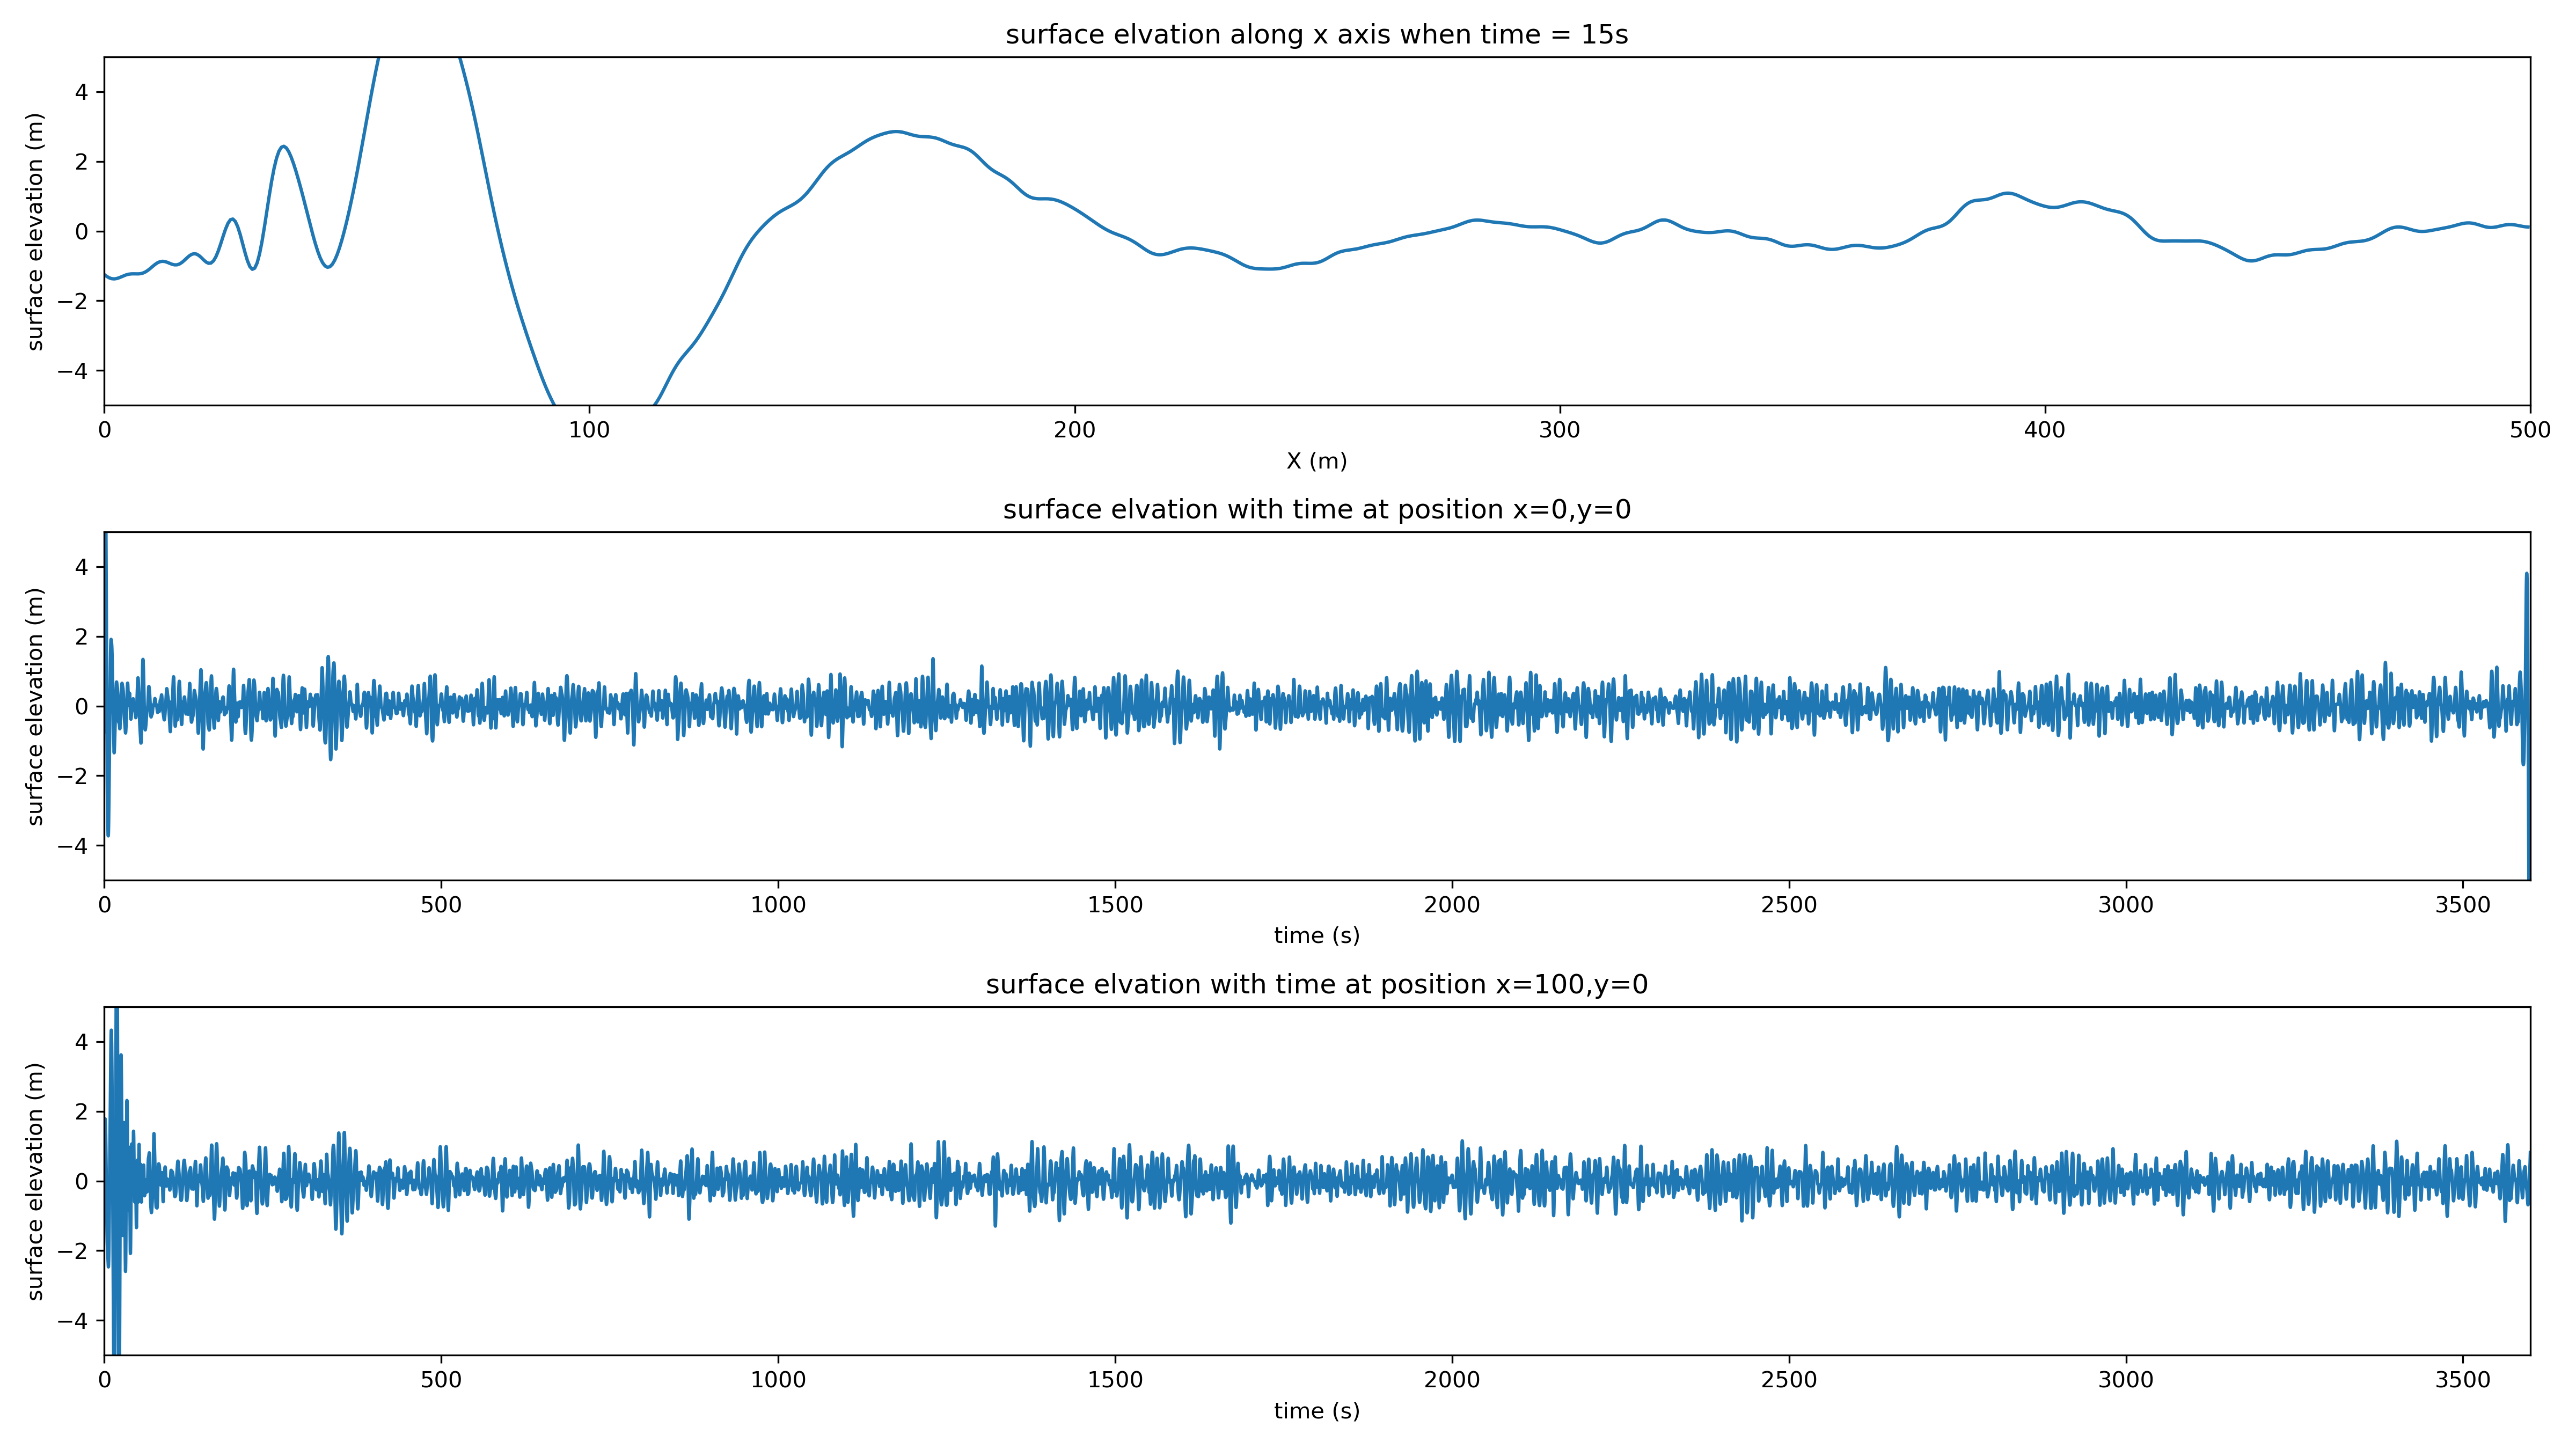 surface elvation along x axis when time = 15s
surface elevation (m)
4
2
0
−2
−4
0 100 200 300 400 500
X (m)
surface elvation with time at position x=0,y=0
surface elevation (m)
4
2
0
−2
−4
0 500 1000 1500 2000 2500 3000 3500
time (s)
surface elvation with time at position x=100,y=0
surface elevation (m)
4
2
0
−2
−4
0 500 1000 1500 2000 2500 3000 3500
time (s)